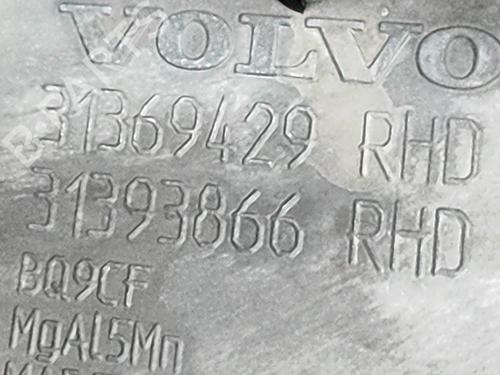 VOLVO
31369429 RHD
31393866 RHD
BQ9CF
MgAl5Mn